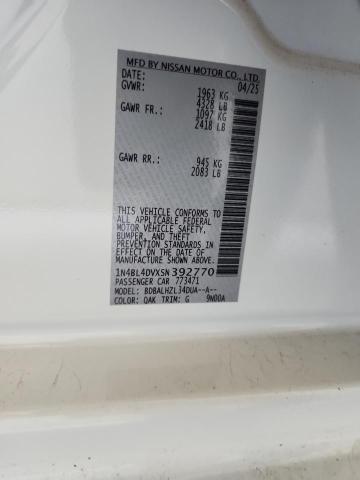 MFD BY NISSAN MOTOR CO., LTD.
DATE: 04/25
GVWR: 1963 KG
4328 LB
GAWR FR.: 1097 KG
2418 LB
GAWR RR.: 945 KG
2083 LB
THIS VEHICLE CONFORMS TO
ALL APPLICABLE FEDERAL
MOTOR VEHICLE SAFETY,
BUMPER, AND THEFT
PREVENTION STANDARDS IN
EFFECT ON THE DATE OF
MANUFACTURE SHOWN ABOVE.
1N4BL4DVXSN392770
PASSENGER CAR 773471
MODEL: BDBALHZL34DUA--A--
COLOR: QAK TRIM: G 9N00A